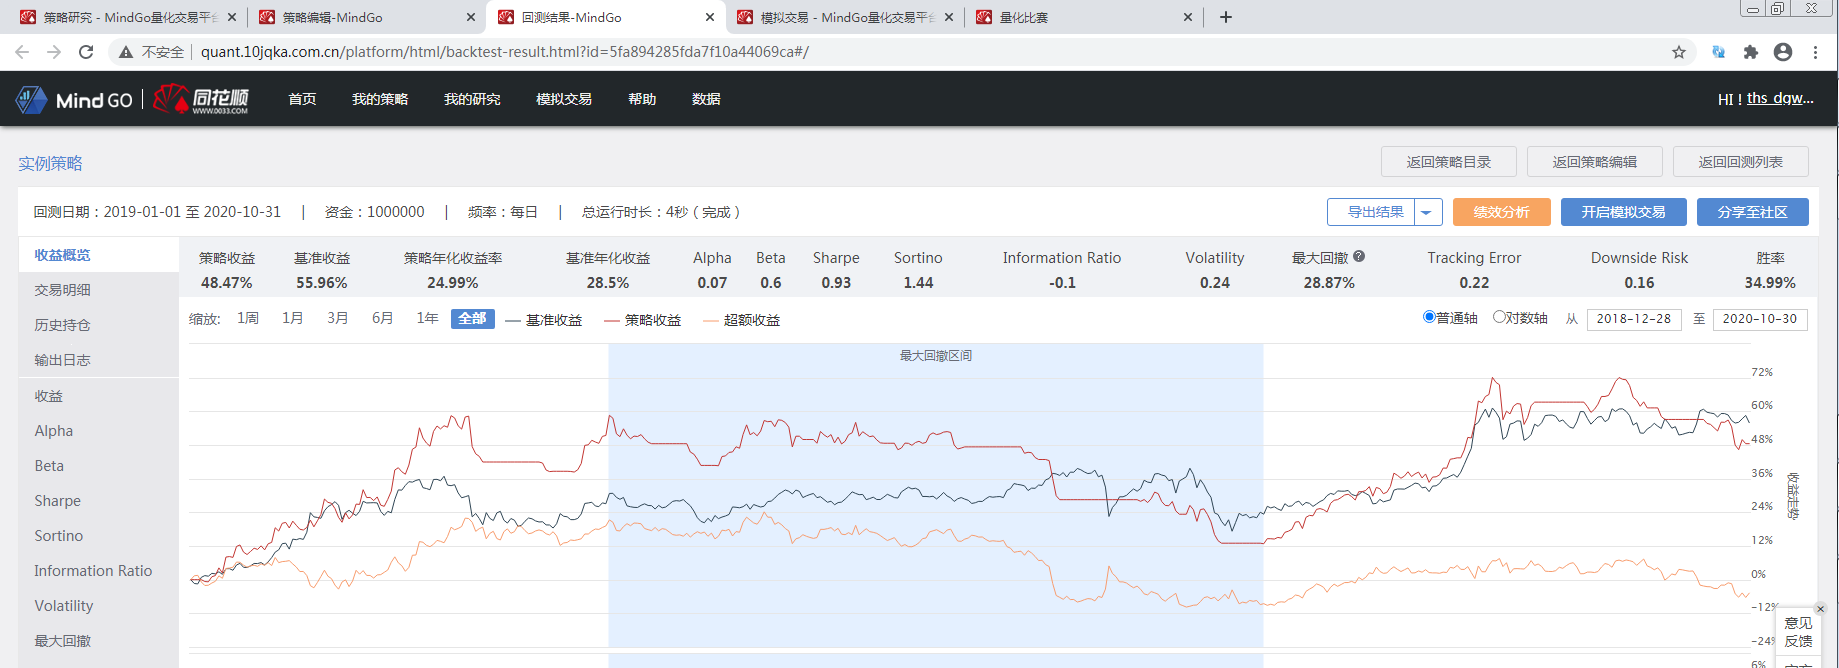 策略研究 - MindGo量化交易平台
策略编辑-MindGo
回测结果-MindGo
模拟交易 - MindGo量化交易平台
量化比赛
不安全 quant.10jqka.com.cn/platform/html/backtest-result.html?id=5fa894285fda7f10a44069ca#/
Mind GO 同花顺 WWW.0033.COM 首页 我的策略 我的研究 模拟交易 帮助 数据 HI ! ths_dgw...
实例策略 返回策略目录 返回策略编辑 返回回测列表
回测日期：2019-01-01 至 2020-10-31 | 资金：1000000 | 频率：每日 | 总运行时长：4秒（完成） 导出结果 绩效分析 开启模拟交易 分享至社区
收益概览
交易明细
历史持仓
输出日志
收益
Alpha
Beta
Sharpe
Sortino
Information Ratio
Volatility
最大回撤
策略收益 基准收益 策略年化收益率 基准年化收益 Alpha Beta Sharpe Sortino Information Ratio Volatility 最大回撤 Tracking Error Downside Risk 胜率
48.47% 55.96% 24.99% 28.5% 0.07 0.6 0.93 1.44 -0.1 0.24 28.87% 0.22 0.16 34.99%
缩放: 1周 1月 3月 6月 1年 全部 基准收益 策略收益 超额收益 普通轴 对数轴 从 2018-12-28 至 2020-10-30
最大回撤区间
72%
60%
48%
36%
24%
12%
0%
-12%
-24%
6%
收益走势
意见
反馈